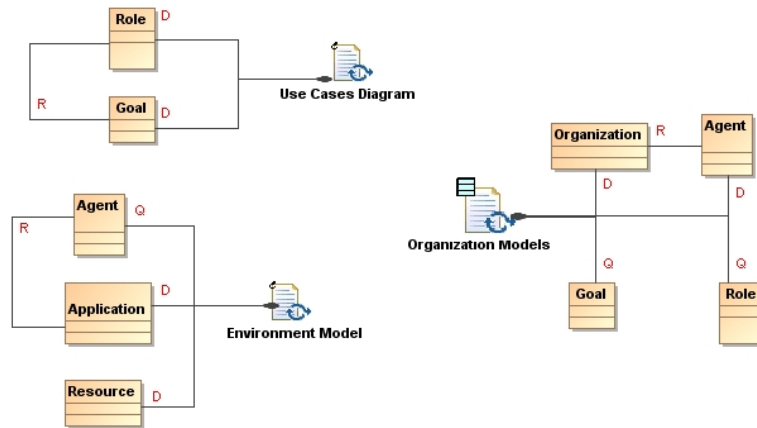 Role
D
R
Goal
D
Use Cases Diagram
Organization
R
Agent
D
D
Organization Models
Q
Q
Goal
Role
Agent
Q
R
Application
D
Environment Model
Resource
D